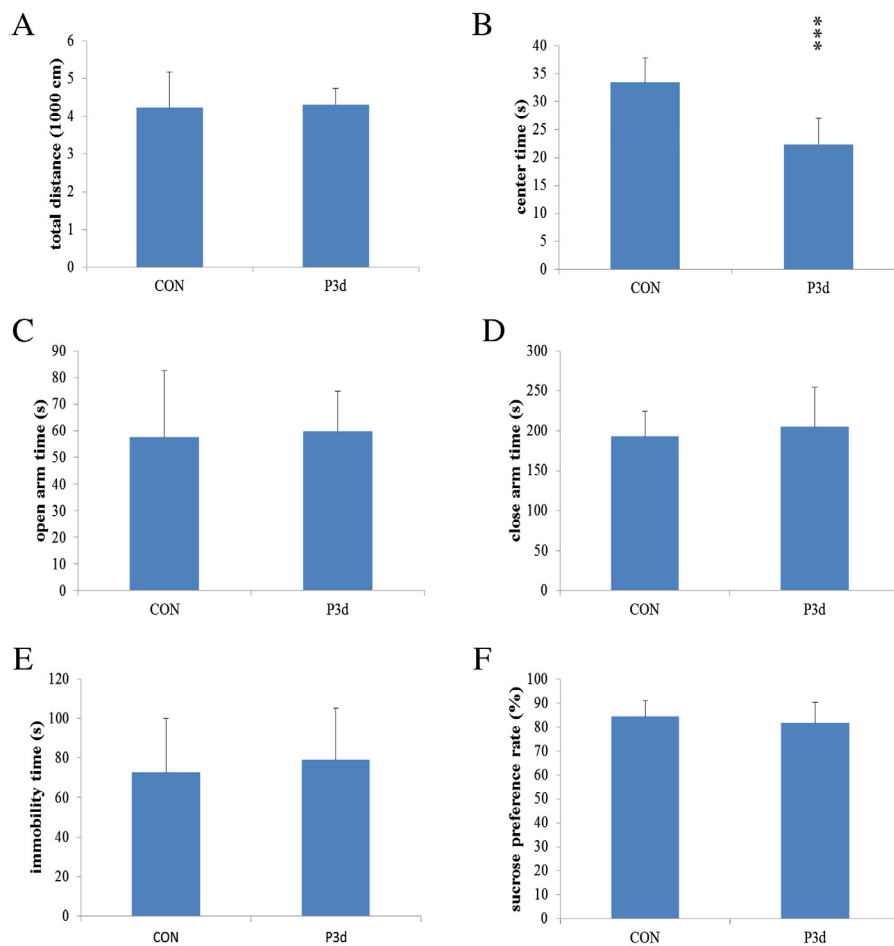 A
total distance (1000 cm)
6
5
4
3
2
1
0
CON P3d
B
***
center time (s)
40
35
30
25
20
15
10
5
0
CON P3d
C
open arm time (s)
90
80
70
60
50
40
30
20
10
0
CON P3d
D
close arm time (s)
300
250
200
150
100
50
0
CON P3d
E
immobility time (s)
120
100
80
60
40
20
0
CON P3d
F
sucrose preference rate (%)
100
90
80
70
60
50
40
30
20
10
0
CON P3d